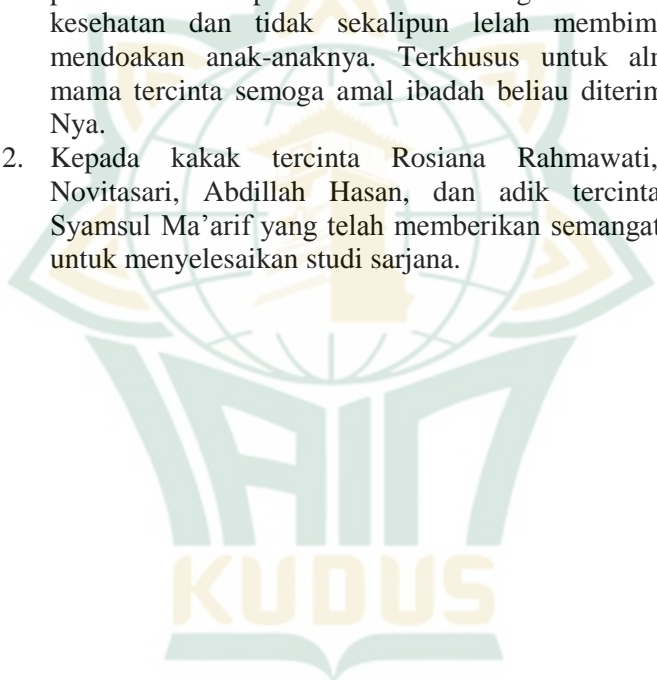 kesehatan dan tidak sekalipun lelah
mendoakan anak-anaknya. Terkhusus untuk
mama tercinta semoga amal ibadah beliau
Nya.
2. Kepada kakak tercinta Rosiana Rahmawati,
Novitasari, Abdillah Hasan, dan adik tercinta
Syamsul Ma'arif yang telah memberikan semangat
untuk menyelesaikan studi sarjana.
IAIN
KUDUS